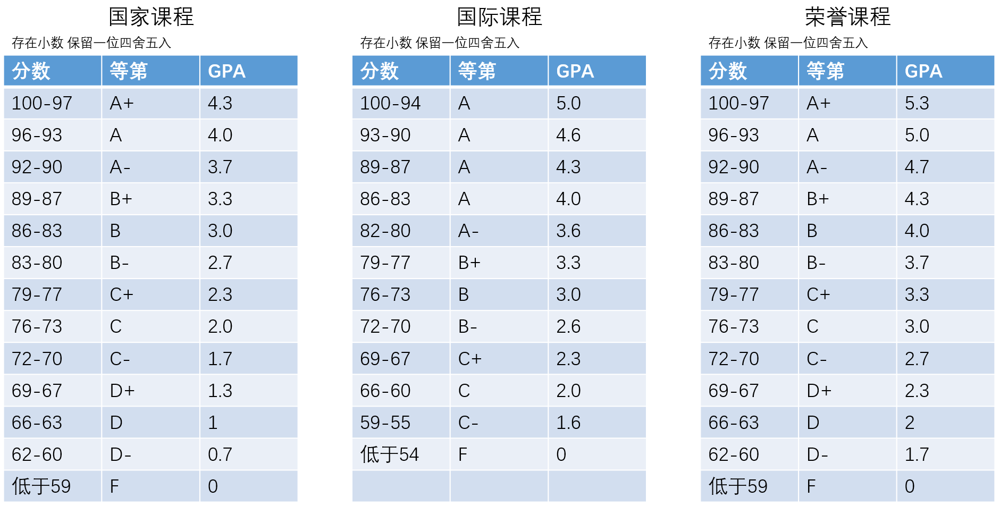 国家课程
存在小数 保留一位四舍五入
分数 等第 GPA
100-97 A+ 4.3
96-93 A 4.0
92-90 A- 3.7
89-87 B+ 3.3
86-83 B 3.0
83-80 B- 2.7
79-77 C+ 2.3
76-73 C 2.0
72-70 C- 1.7
69-67 D+ 1.3
66-63 D 1
62-60 D- 0.7
低于59 F 0
国际课程
存在小数 保留一位四舍五入
分数 等第 GPA
100-94 A 5.0
93-90 A 4.6
89-87 A 4.3
86-83 A 4.0
82-80 A- 3.6
79-77 B+ 3.3
76-73 B 3.0
72-70 B- 2.6
69-67 C+ 2.3
66-60 C 2.0
59-55 C- 1.6
低于54 F 0
荣誉课程
存在小数 保留一位四舍五入
分数 等第 GPA
100-97 A+ 5.3
96-93 A 5.0
92-90 A- 4.7
89-87 B+ 4.3
86-83 B 4.0
83-80 B- 3.7
79-77 C+ 3.3
76-73 C 3.0
72-70 C- 2.7
69-67 D+ 2.3
66-63 D 2
62-60 D- 1.7
低于59 F 0